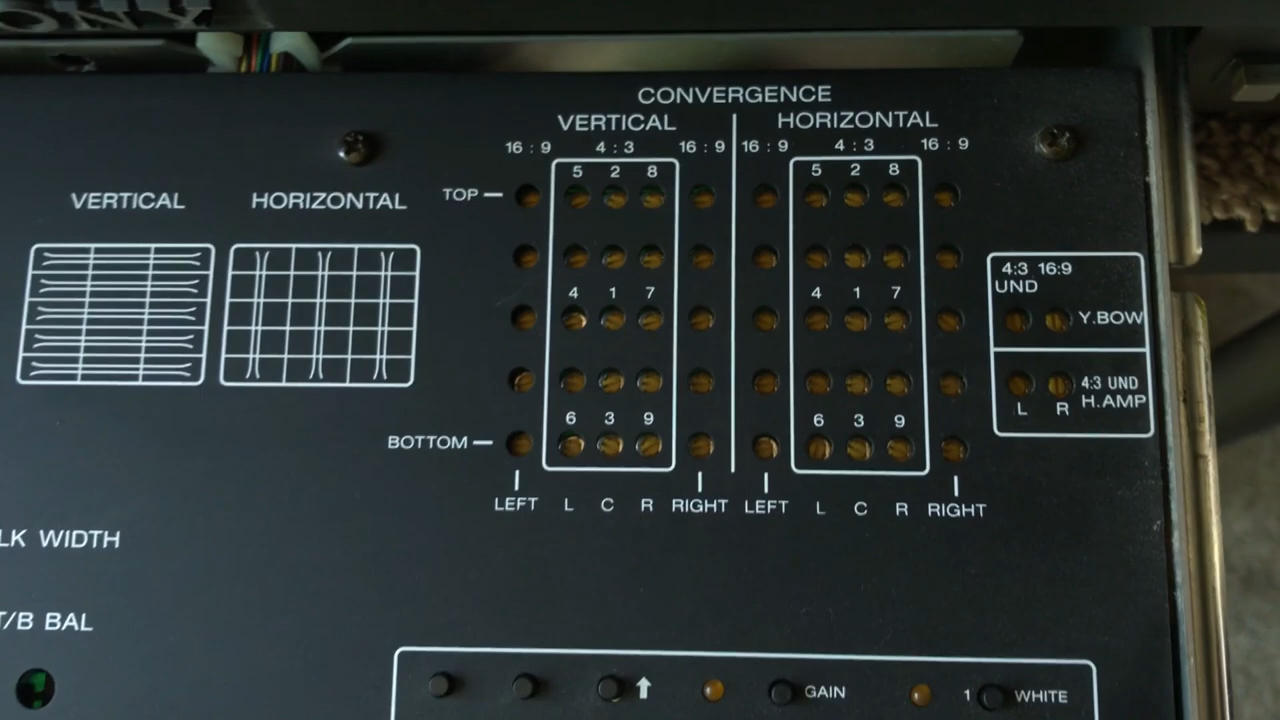 ONY
CONVERGENCE
VERTICAL HORIZONTAL
16 : 9 4 : 3 16 : 9 16 : 9 4 : 3 16 : 9
5 2 8 5 2 8
TOP
VERTICAL HORIZONTAL
4:3 16:9
UND
4 1 7 4 1 7
Y.BOW
4:3 UND
H.AMP
L R
6 3 9 6 3 9
BOTTOM
LEFT L C R RIGHT LEFT L C R RIGHT
LK WIDTH
T/B BAL
GAIN 1 WHITE